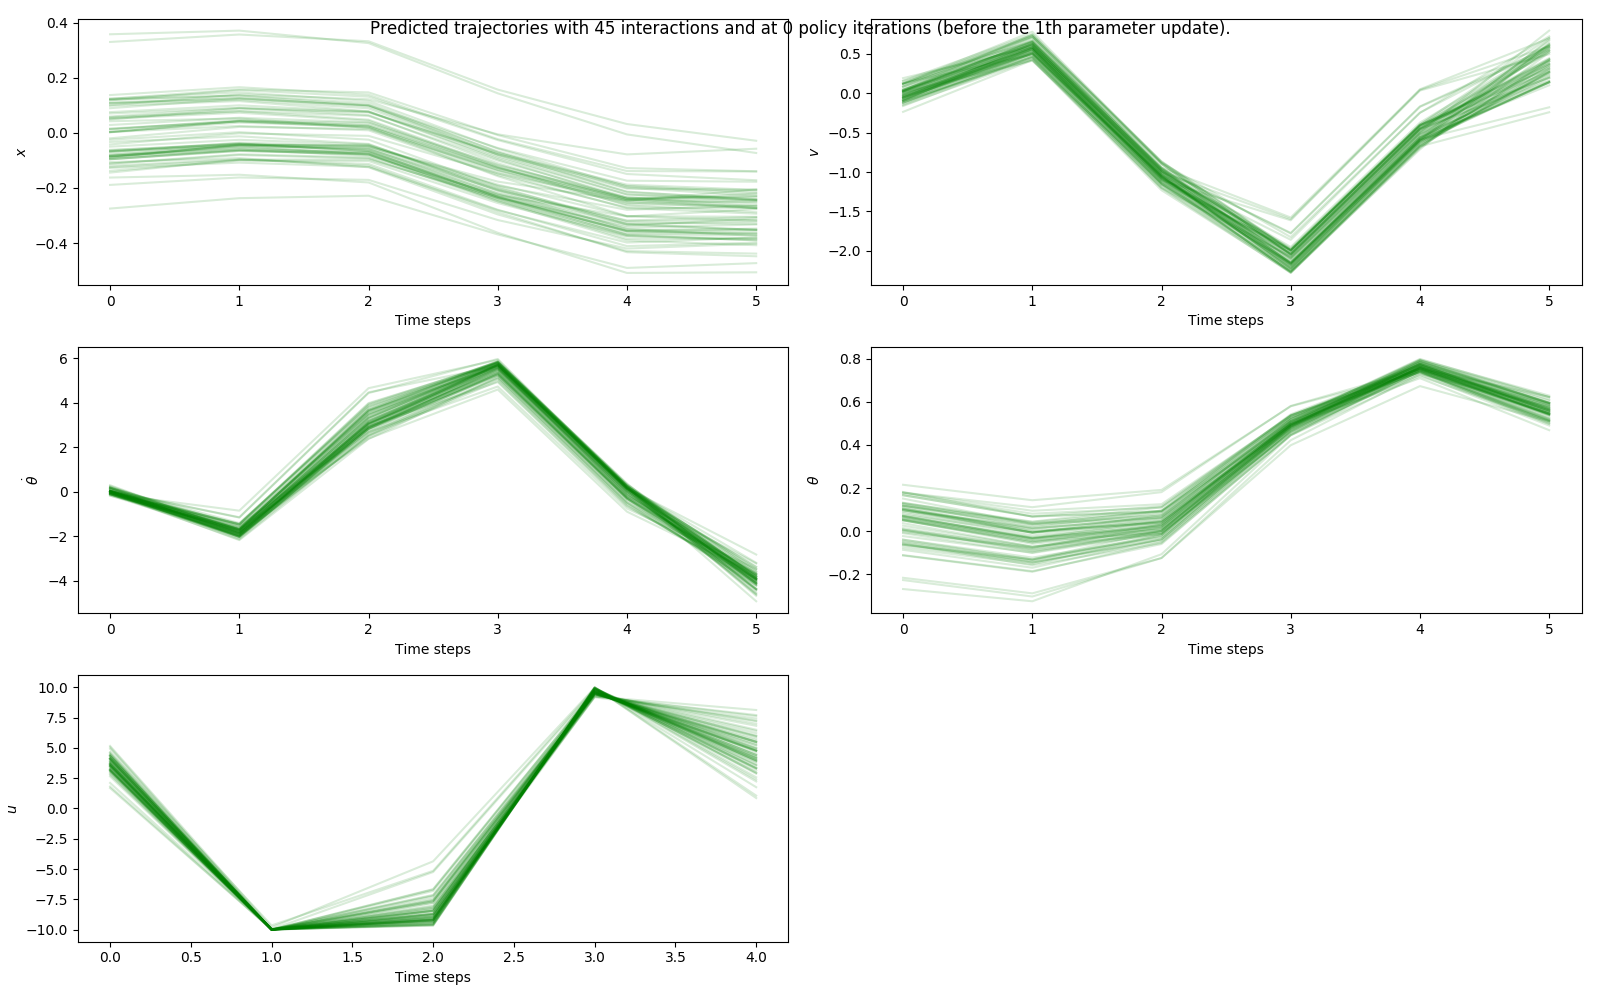 Predicted trajectories with 45 interactions and at 0 policy iterations (before the 1th parameter update).
0.4
0.2
0.0
−0.2
−0.4
x
0 1 2 3 4 5
Time steps
0.5
0.0
−0.5
−1.0
−1.5
−2.0
v
0 1 2 3 4 5
Time steps
6
4
2
0
−2
−4
θ̇
0 1 2 3 4 5
Time steps
0.8
0.6
0.4
0.2
0.0
−0.2
θ
0 1 2 3 4 5
Time steps
10.0
7.5
5.0
2.5
0.0
−2.5
−5.0
−7.5
−10.0
u
0.0 0.5 1.0 1.5 2.0 2.5 3.0 3.5 4.0
Time steps